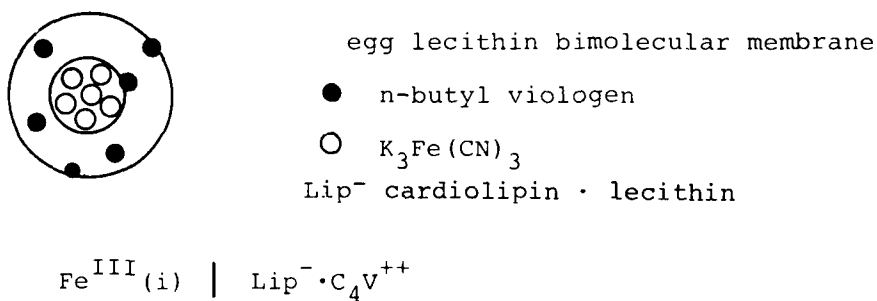 egg lecithin bimolecular membrane
● n-butyl viologen
○ K₃Fe(CN)₃
Lip⁻ cardiolipin · lecithin
Feᴵᴵᴵ(i) | Lip⁻·C₄V⁺⁺